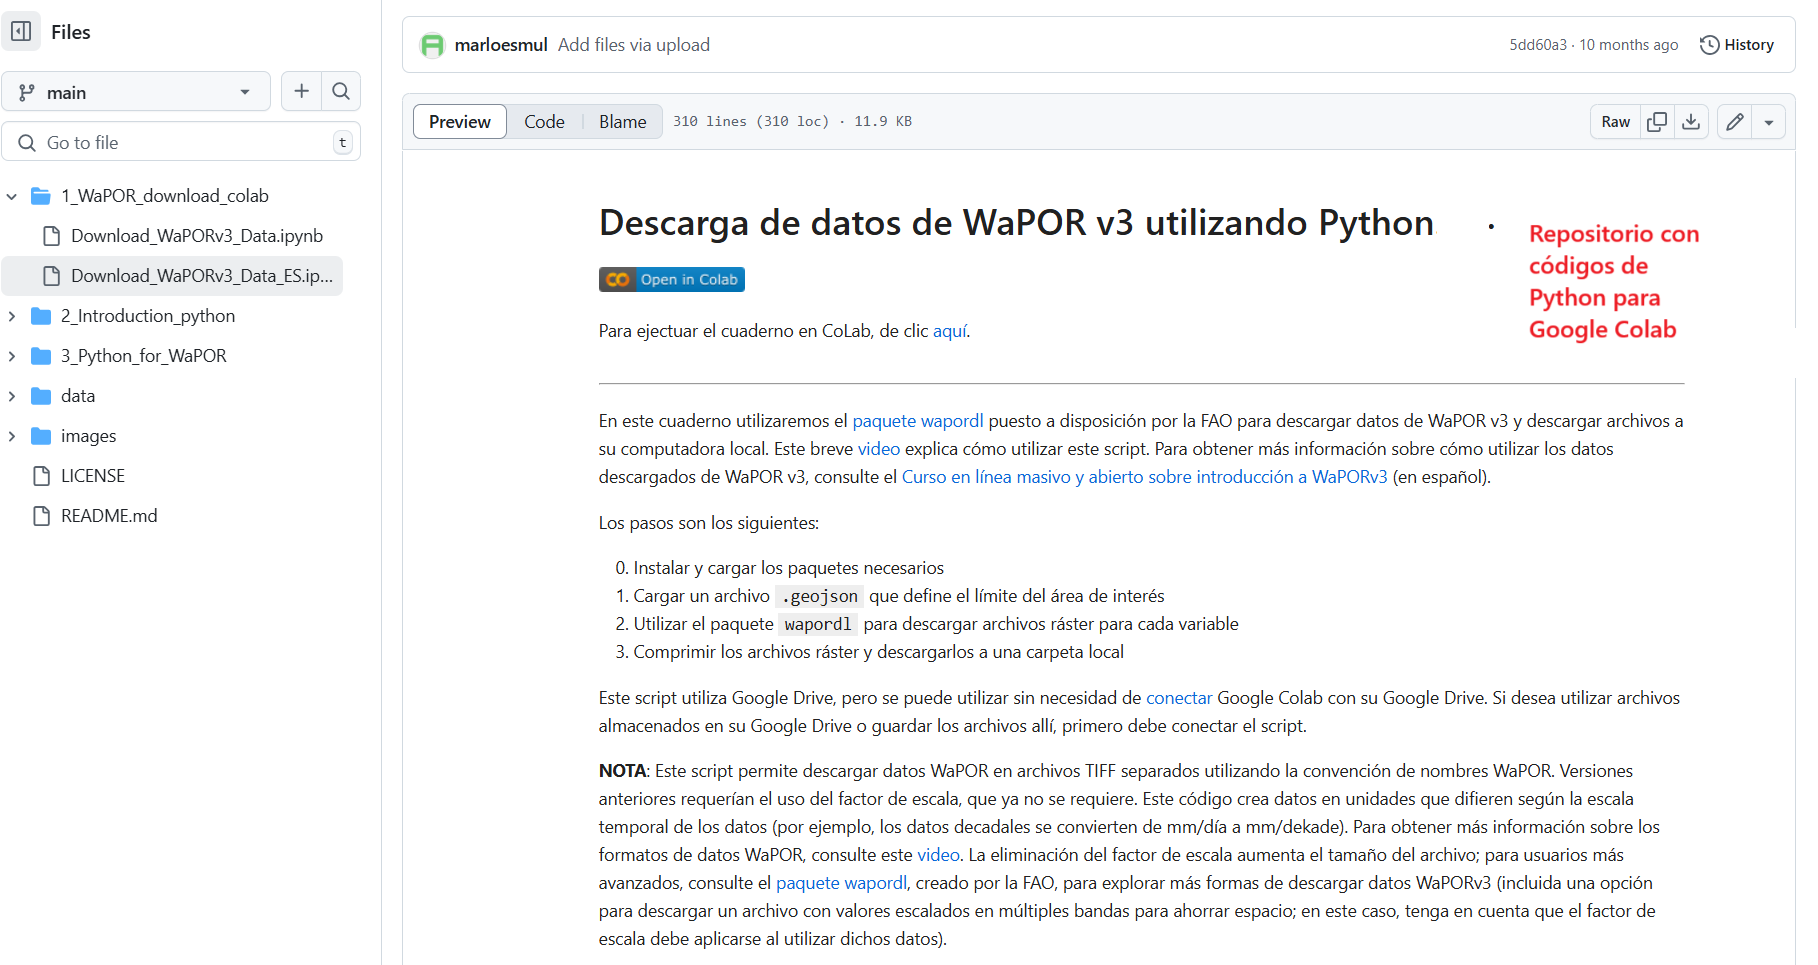 Files
main
Go to file
t
1_WaPOR_download_colab
Download_WaPORv3_Data.ipynb
Download_WaPORv3_Data_ES.ip...
2_Introduction_python
3_Python_for_WaPOR
data
images
LICENSE
README.md
marloesmul Add files via upload
5dd60a3 · 10 months ago
History
Preview
Code
Blame
310 lines (310 loc) · 11.9 KB
Raw
Descarga de datos de WaPOR v3 utilizando Python
Repositorio con
códigos de
Python para
Google Colab
Open in Colab
Para ejectuar el cuaderno en CoLab, de clic aquí.
En este cuaderno utilizaremos el paquete wapordl puesto a disposición por la FAO para descargar datos de WaPOR v3 y descargar archivos a
su computadora local. Este breve video explica cómo utilizar este script. Para obtener más información sobre cómo utilizar los datos
descargados de WaPOR v3, consulte el Curso en línea masivo y abierto sobre introducción a WaPORv3 (en español).
Los pasos son los siguientes:
0. Instalar y cargar los paquetes necesarios
1. Cargar un archivo .geojson que define el límite del área de interés
2. Utilizar el paquete wapordl para descargar archivos ráster para cada variable
3. Comprimir los archivos ráster y descargarlos a una carpeta local
Este script utiliza Google Drive, pero se puede utilizar sin necesidad de conectar Google Colab con su Google Drive. Si desea utilizar archivos
almacenados en su Google Drive o guardar los archivos allí, primero debe conectar el script.
NOTA: Este script permite descargar datos WaPOR en archivos TIFF separados utilizando la convención de nombres WaPOR. Versiones
anteriores requerían el uso del factor de escala, que ya no se requiere. Este código crea datos en unidades que difieren según la escala
temporal de los datos (por ejemplo, los datos decadales se convierten de mm/día a mm/dekade). Para obtener más información sobre los
formatos de datos WaPOR, consulte este video. La eliminación del factor de escala aumenta el tamaño del archivo; para usuarios más
avanzados, consulte el paquete wapordl, creado por la FAO, para explorar más formas de descargar datos WaPORv3 (incluida una opción
para descargar un archivo con valores escalados en múltiples bandas para ahorrar espacio; en este caso, tenga en cuenta que el factor de
escala debe aplicarse al utilizar dichos datos).